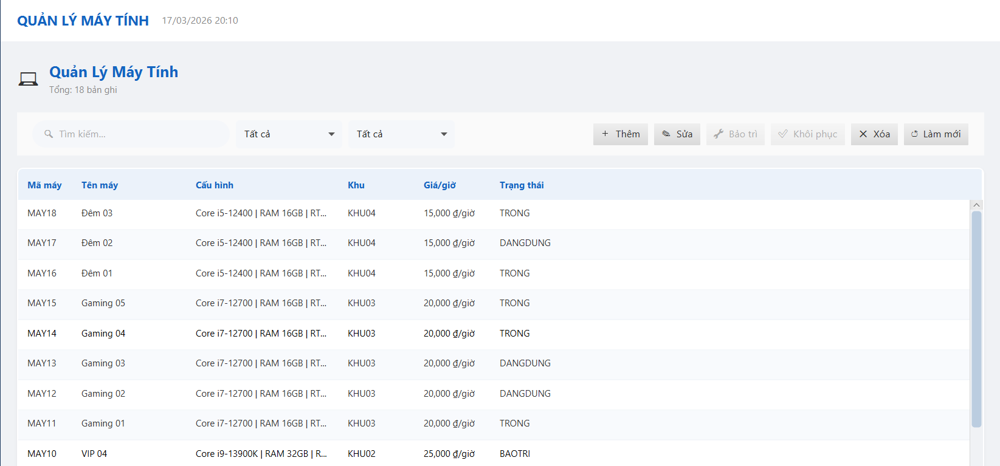 QUẢN LÝ MÁY TÍNH 17/03/2026 20:10
Quản Lý Máy Tính
Tổng: 18 bản ghi
Tìm kiếm... Tất cả Tất cả + Thêm Sửa Bảo trì Khôi phục Xóa Làm mới
Mã máy Tên máy Cấu hình Khu Giá/giờ Trạng thái
MAY18 Đêm 03 Core i5-12400 | RAM 16GB | RT... KHU04 15,000 ₫/giờ TRONG
MAY17 Đêm 02 Core i5-12400 | RAM 16GB | RT... KHU04 15,000 ₫/giờ DANGDUNG
MAY16 Đêm 01 Core i5-12400 | RAM 16GB | RT... KHU04 15,000 ₫/giờ TRONG
MAY15 Gaming 05 Core i7-12700 | RAM 16GB | RT... KHU03 20,000 ₫/giờ TRONG
MAY14 Gaming 04 Core i7-12700 | RAM 16GB | RT... KHU03 20,000 ₫/giờ TRONG
MAY13 Gaming 03 Core i7-12700 | RAM 16GB | RT... KHU03 20,000 ₫/giờ DANGDUNG
MAY12 Gaming 02 Core i7-12700 | RAM 16GB | RT... KHU03 20,000 ₫/giờ DANGDUNG
MAY11 Gaming 01 Core i7-12700 | RAM 16GB | RT... KHU03 20,000 ₫/giờ TRONG
MAY10 VIP 04 Core i9-13900K | RAM 32GB | R... KHU02 25,000 ₫/giờ BAOTRI